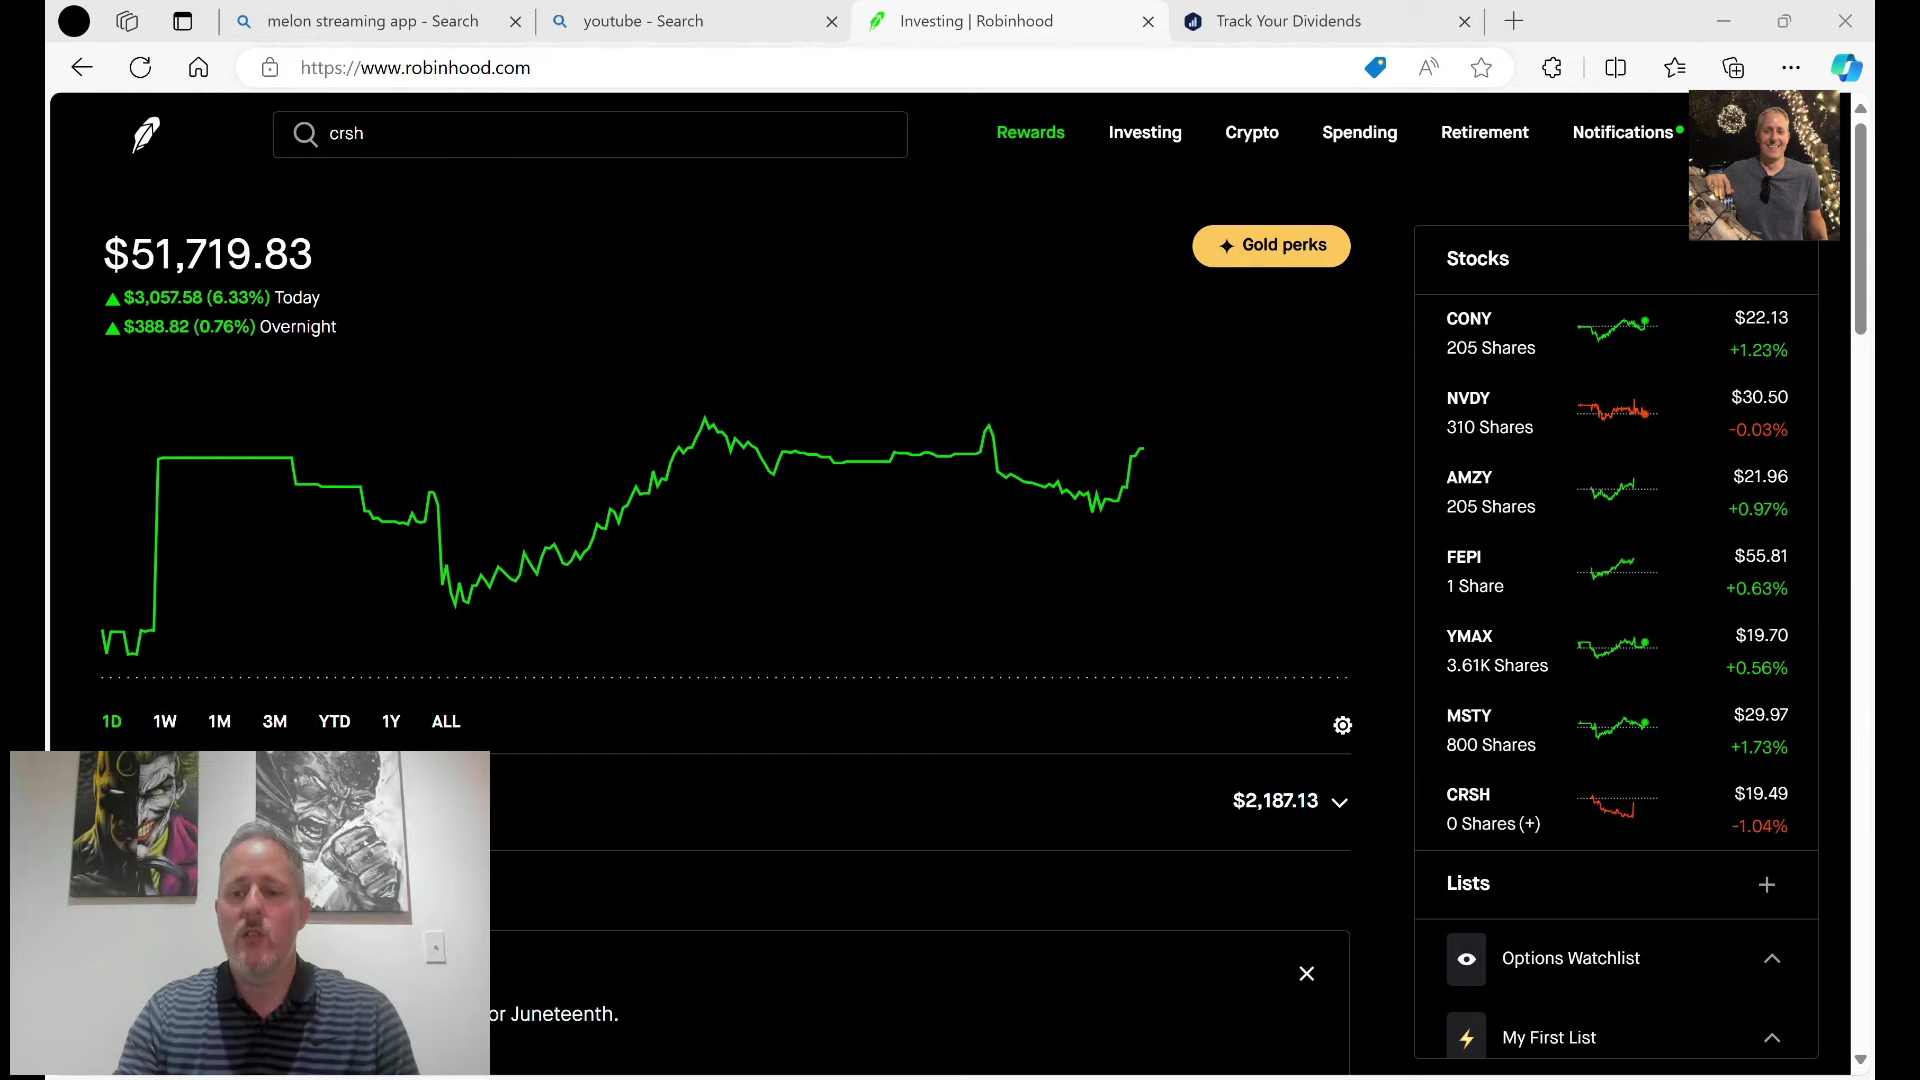 melon streaming app - Search
youtube - Search
Investing | Robinhood
Track Your Dividends
https://www.robinhood.com
crsh
Rewards
Investing
Crypto
Spending
Retirement
Notifications
$51,719.83
$3,057.58 (6.33%) Today
$388.82 (0.76%) Overnight
Gold perks
1D 1W 1M 3M YTD 1Y ALL
$2,187.13
or Juneteenth.
Stocks
CONY $22.13
205 Shares +1.23%
NVDY $30.50
310 Shares -0.03%
AMZY $21.96
205 Shares +0.97%
FEPI $55.81
1 Share +0.63%
YMAX $19.70
3.61K Shares +0.56%
MSTY $29.97
800 Shares +1.73%
CRSH $19.49
0 Shares (+) -1.04%
Lists
Options Watchlist
My First List